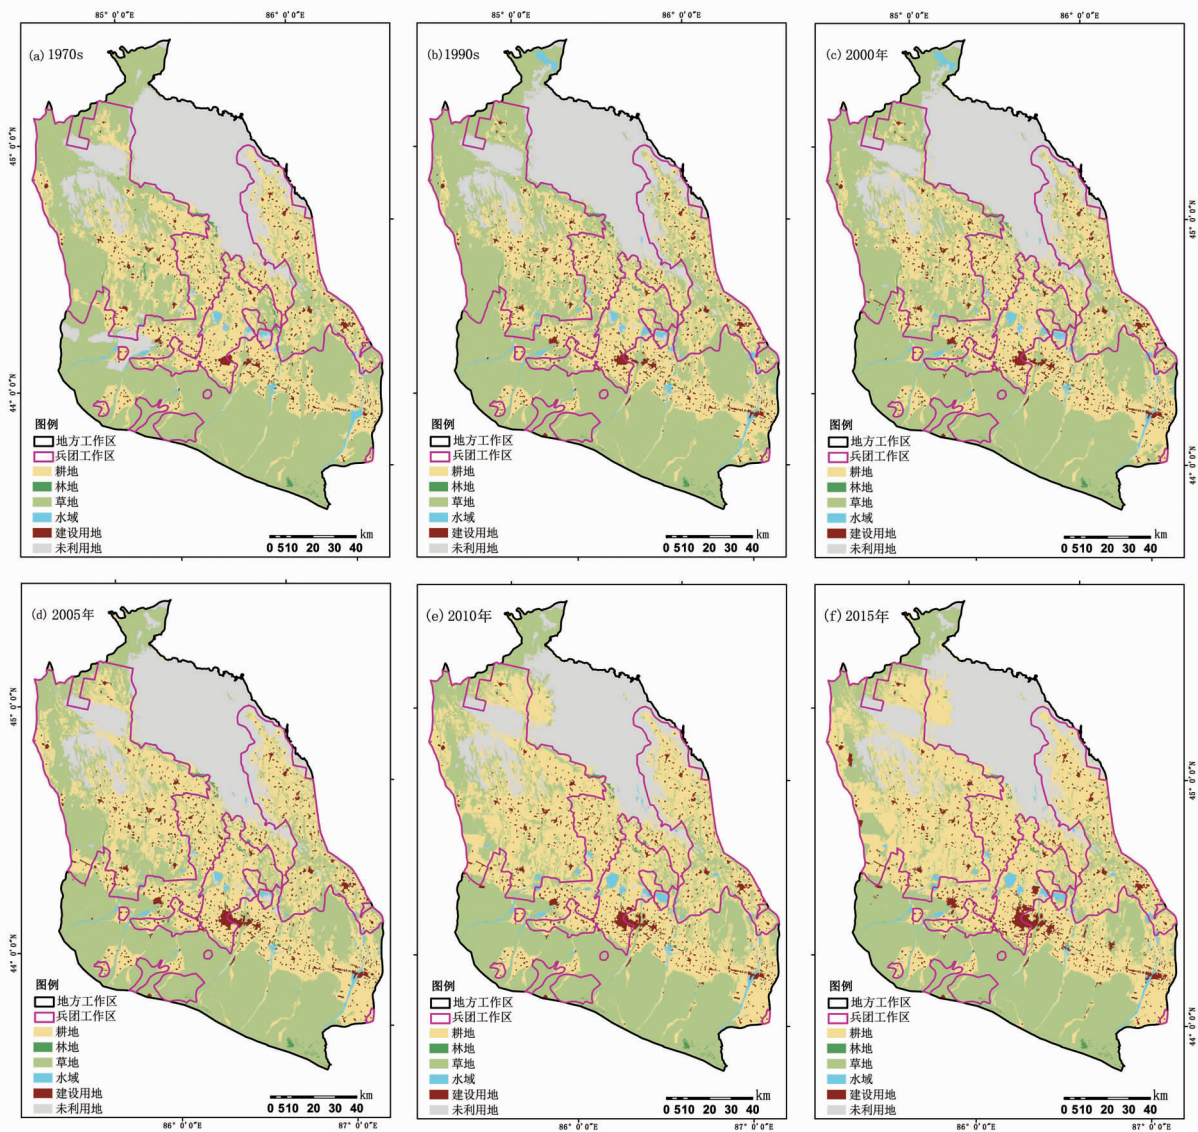 85° 0′0″E 86° 0′0″E
85° 0′0″E 86° 0′0″E
85° 0′0″E 86° 0′0″E
(a) 1970s
(b) 1990s
(c) 2000年
45° 0′0″N
45° 0′0″N
44° 0′0″N
44° 0′0″N
图例
地方工作区
兵团工作区
耕地
林地
草地
水域
建设用地
未利用地
km
0 510 20 30 40
图例
地方工作区
兵团工作区
耕地
林地
草地
水域
建设用地
未利用地
km
0 510 20 30 40
图例
地方工作区
兵团工作区
耕地
林地
草地
水域
建设用地
未利用地
km
0 510 20 30 40
(d) 2005年
(e) 2010年
(f) 2015年
45° 0′0″N
45° 0′0″N
44° 0′0″N
44° 0′0″N
图例
地方工作区
兵团工作区
耕地
林地
草地
水域
建设用地
未利用地
km
0 510 20 30 40
图例
地方工作区
兵团工作区
耕地
林地
草地
水域
建设用地
未利用地
km
0 510 20 30 40
图例
地方工作区
兵团工作区
耕地
林地
草地
水域
建设用地
未利用地
km
0 510 20 30 40
86° 0′0″E 87° 0′0″E
86° 0′0″E 87° 0′0″E
86° 0′0″E 87° 0′0″E